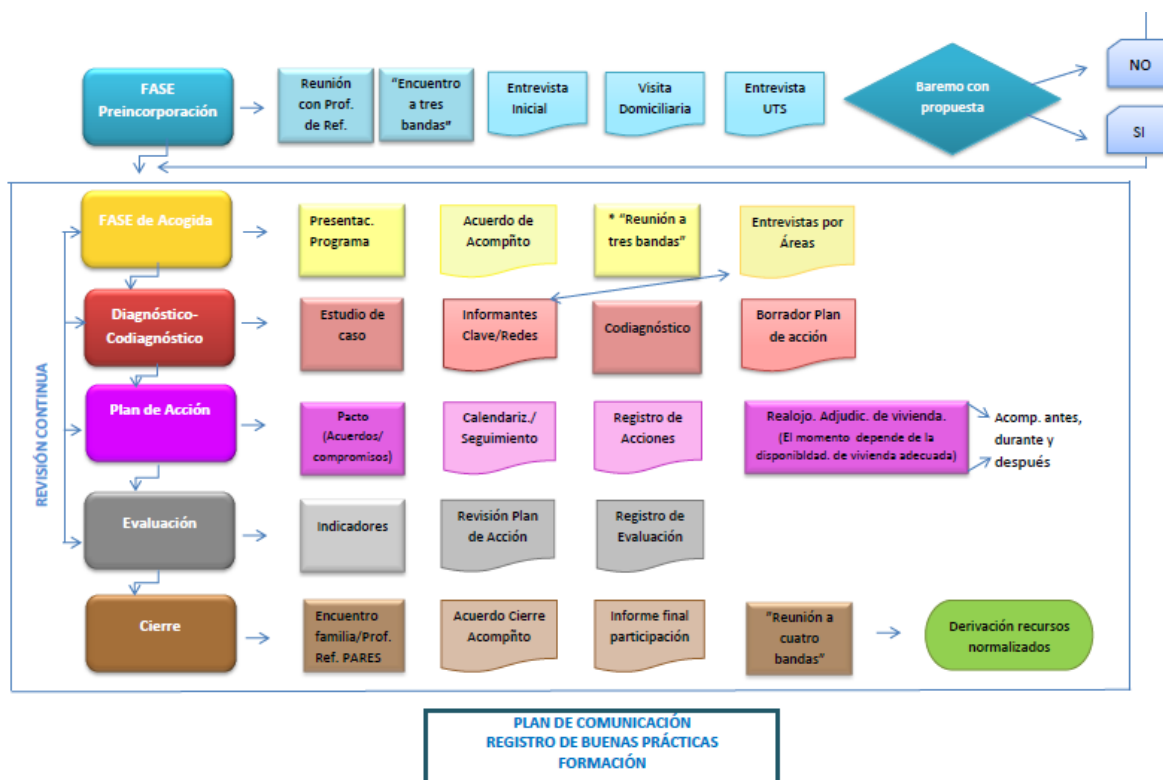 FASE
Preincorporación
Reunión
con Prof.
de Ref.
"Encuentro
a tres
bandas"
Entrevista
Inicial
Visita
Domiciliaria
Entrevista
UTS
Baremo con
propuesta
NO
SI
REVISIÓN CONTINUA
FASE de Acogida
Presentac.
Programa
Acuerdo de
Acompñto
* "Reunión a
tres bandas"
Entrevistas por
Áreas
Diagnóstico-
Codiagnóstico
Estudio de
caso
Informantes
Clave/Redes
Codiagnóstico
Borrador Plan
de acción
Plan de Acción
Pacto
(Acuerdos/
compromisos)
Calendariz./
Seguimiento
Registro de
Acciones
Realojo. Adjudic. de vivienda.
(El momento depende de la
disponibldad. de vivienda adecuada)
Acomp. antes,
durante y
después
Evaluación
Indicadores
Revisión Plan
de Acción
Registro de
Evaluación
Cierre
Encuentro
familia/Prof.
Ref. PARES
Acuerdo Cierre
Acompñto
Informe final
participación
"Reunión a
cuatro
bandas"
Derivación recursos
normalizados
PLAN DE COMUNICACIÓN
REGISTRO DE BUENAS PRÁCTICAS
FORMACIÓN